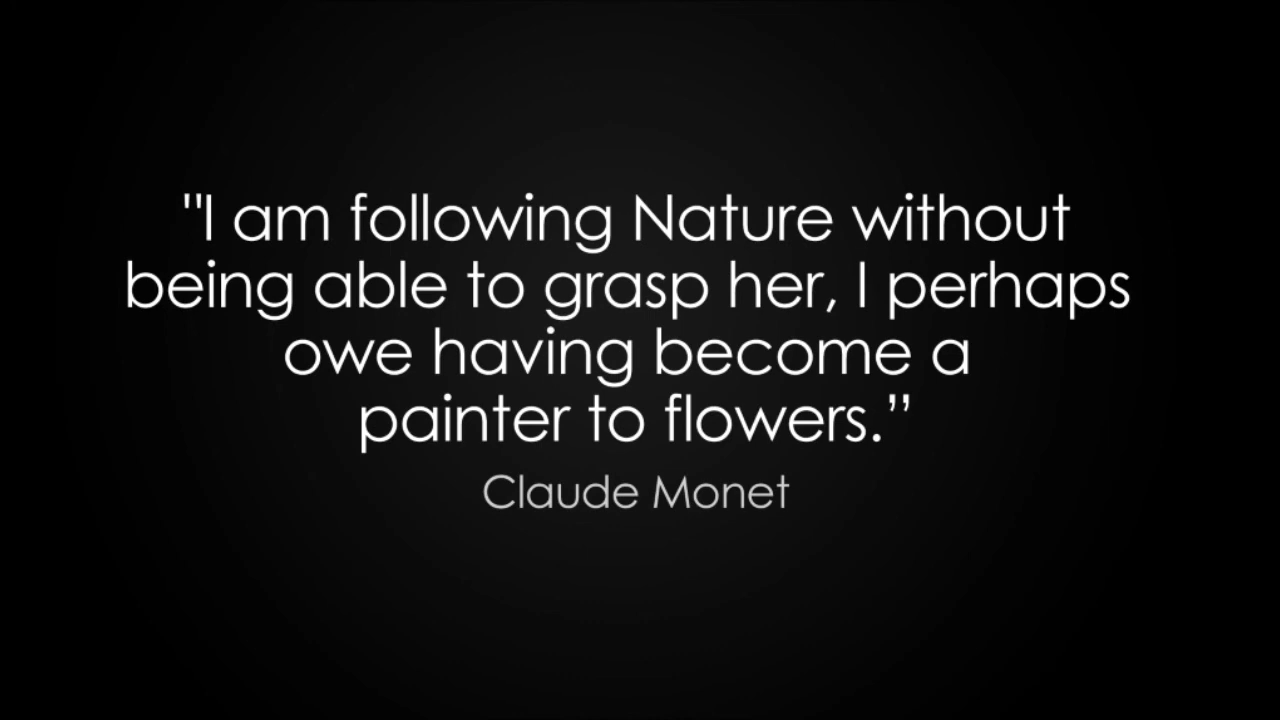 "I am following Nature without
being able to grasp her, I perhaps
owe having become a
painter to flowers.”
Claude Monet